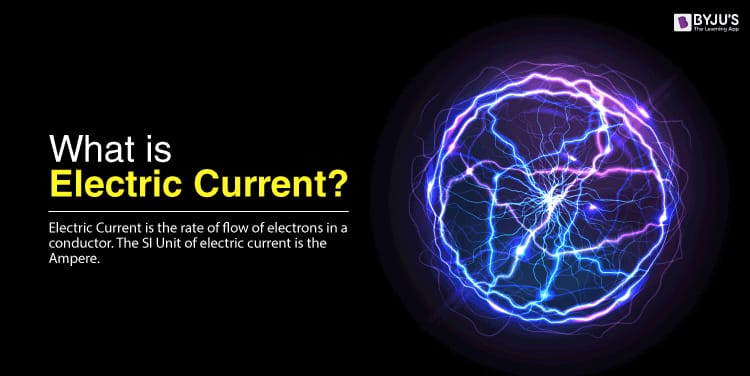 BYJU'S
The Learning App
What is
Electric Current?
Electric Current is the rate of flow of electrons in a
conductor. The SI Unit of electric current is the
Ampere.